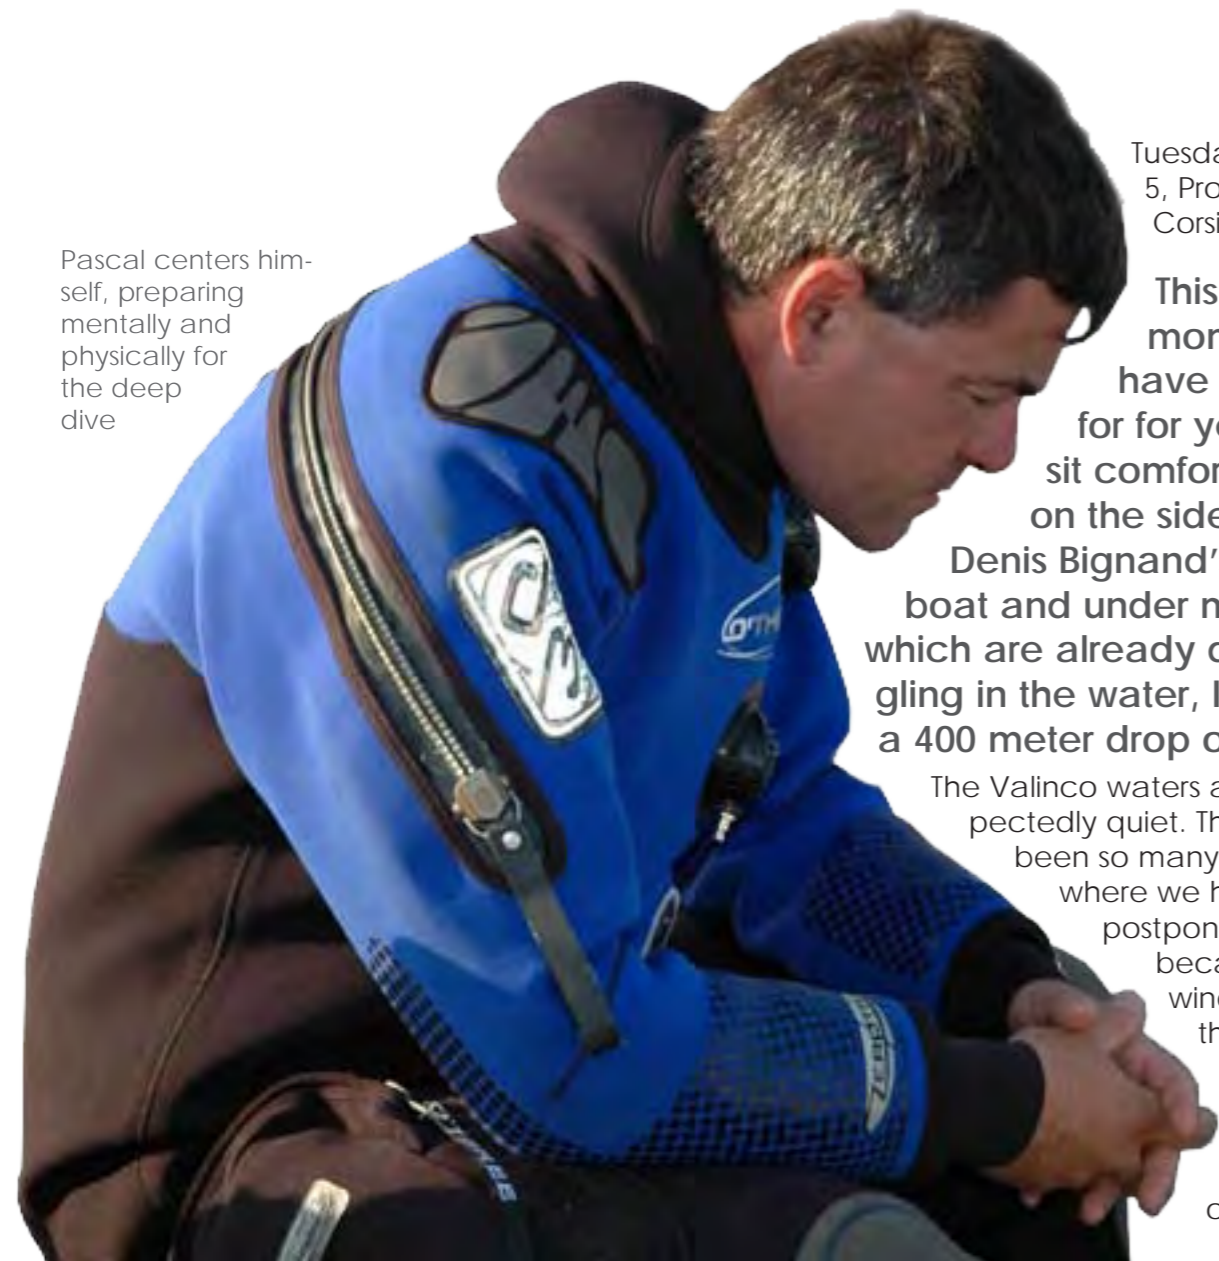 Pascal centers him-
self, preparing
mentally and
physically for
the deep
dive
Tuesda
5, Pro
Corsi
This
mor
have
for for ye
sit comfor
on the side
Denis Bignand'
boat and under n
which are already d
gling in the water, I
a 400 meter drop o
The Valinco waters a
pectedly quiet. Th
been so many
where we h
postpon
beca
wind
th